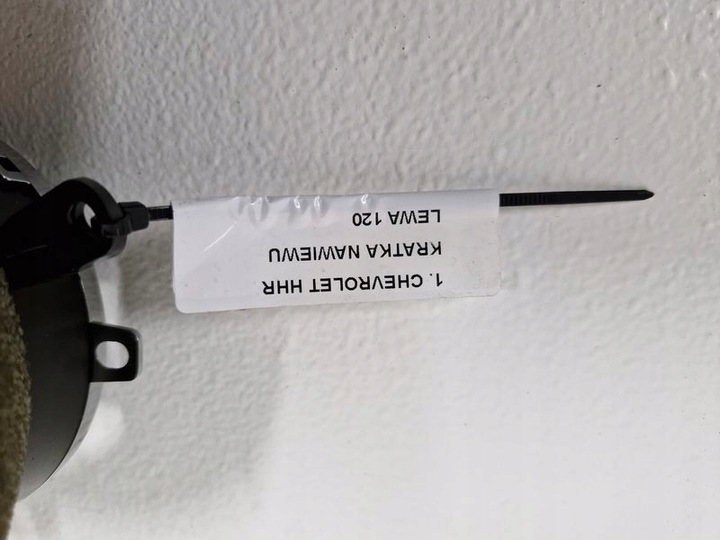 1. CHEVROLET HHR
KRATKA NAWIEWU
LEWA 120